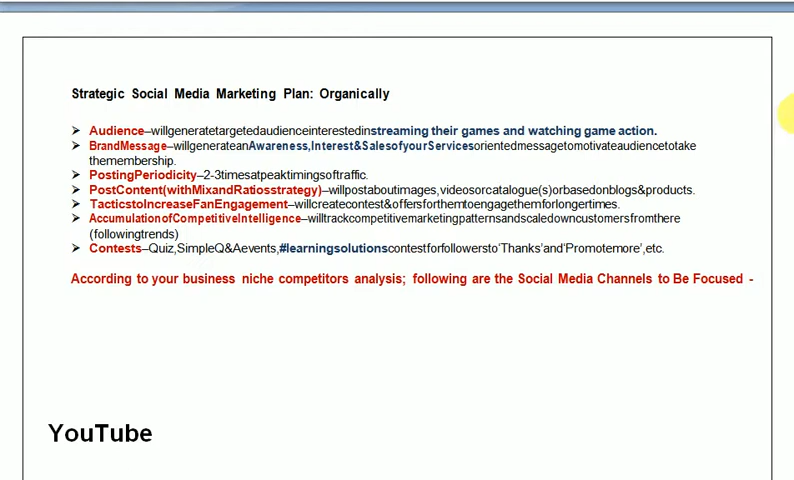 Strategic Social Media Marketing Plan: Organically
➢ Audience–willgeneratetargetedaudienceinterestedinstreaming their games and watching game action.
➢ BrandMessage–willgenerateanAwareness,Interest&SalesofyourServicesorientedmessagetomotivateaudiencetotake
themembership.
➢ PostingPeriodicity–2-3timesatpeaktimingsoftraffic.
➢ PostContent(withMixandRatiosstrategy)–willpostaboutimages,videosorcatalogue(s)orbasedonblogs&products.
➢ TacticstoIncreaseFanEngagement–willcreatecontest&offersforthemtoengagethemforlongertimes.
➢ AccumulationofCompetitiveIntelligence–willtrackcompetitivemarketingpatternsandscaledowncustomersfromthere
(followingtrends)
➢ Contests–Quiz,SimpleQ&Aevents,#learningsolutionscontestforfollowersto‘Thanks’and‘Promotemore’,etc.
According to your business niche competitors analysis; following are the Social Media Channels to Be Focused -
YouTube